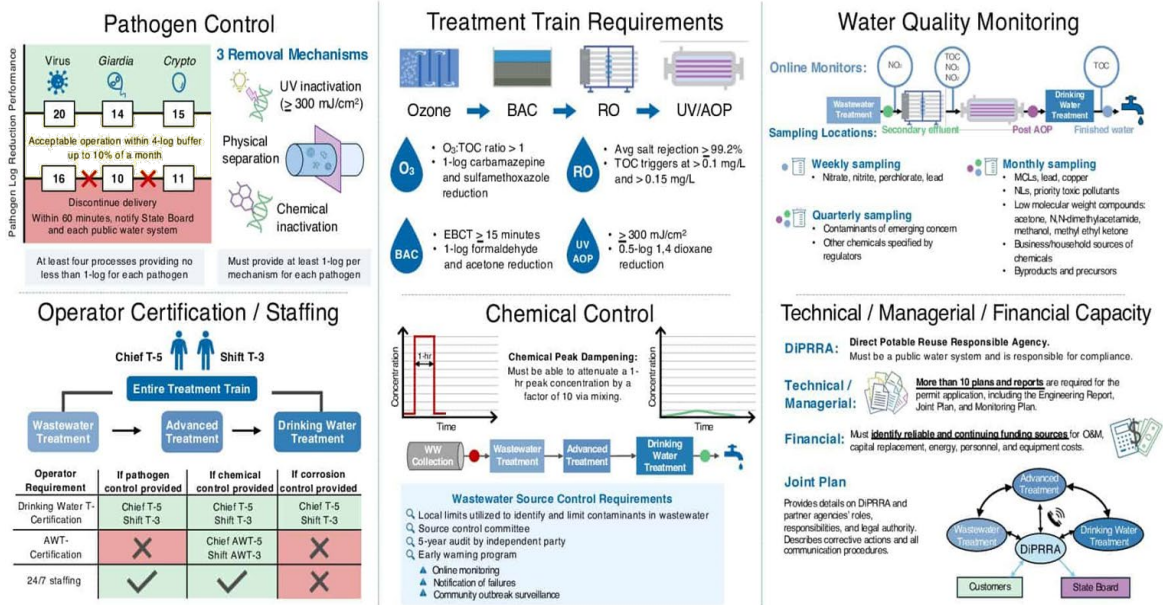 Pathogen Control
Pathogen Log Reduction Performance
Virus Giardia Crypto
20 14 15
Acceptable operation within 4-log buffer
up to 10% of a month
16 10 11
Discontinue delivery
Within 60 minutes, notify State Board
and each public water system
At least four processes providing no
less than 1-log for each pathogen
3 Removal Mechanisms
UV inactivation
(≥ 300 mJ/cm²)
Physical
separation
Chemical
inactivation
Must provide at least 1-log per
mechanism for each pathogen
Treatment Train Requirements
Ozone BAC RO UV/AOP
O₃
• O₃:TOC ratio > 1
• 1-log carbamazepine
and sulfamethoxazole
reduction
RO
• Avg salt rejection ≥ 99.2%
• TOC triggers at > 0.1 mg/L
and > 0.15 mg/L
BAC
• EBCT ≥ 15 minutes
• 1-log formaldehyde
and acetone reduction
UV
AOP
• ≥ 300 mJ/cm²
• 0.5-log 1,4 dioxane
reduction
Water Quality Monitoring
Online Monitors:
NO₃
TOC
NO₃
NO₂
TOC
Wastewater
Treatment
Drinking
Water
Treatment
Sampling Locations:
Secondary effluent
Post AOP
Finished water
Weekly sampling
• Nitrate, nitrite, perchlorate, lead
Quarterly sampling
• Contaminants of emerging concern
• Other chemicals specified by
regulators
Monthly sampling
• MCLs, lead, copper
• NLs, priority toxic pollutants
• Low molecular weight compounds:
acetone, N,N-dimethylacetamide,
methanol, methyl ethyl ketone
• Business/household sources of
chemicals
• Byproducts and precursors
Operator Certification / Staffing
Chief T-5 Shift T-3
Entire Treatment Train
Wastewater
Treatment
Advanced
Treatment
Drinking Water
Treatment
Operator
Requirement
If pathogen
control provided
If chemical
control provided
If corrosion
control provided
Drinking Water T-
Certification
Chief T-5
Shift T-3
Chief T-5
Shift T-3
Chief T-5
Shift T-3
AWT-
Certification
Chief AWT-5
Shift AWT-3
24/7 staffing
Chemical Control
Concentration
1-hr
Time
Chemical Peak Dampening:
Must be able to attenuate a 1-
hr peak concentration by a
factor of 10 via mixing.
Concentration
Time
WW
Collection
Wastewater
Treatment
Advanced
Treatment
Drinking
Water
Treatment
Wastewater Source Control Requirements
Local limits utilized to identify and limit contaminants in wastewater
Source control committee
5-year audit by independent party
Early warning program
Online monitoring
Notification of failures
Community outbreak surveillance
Technical / Managerial / Financial Capacity
DiPRRA:
Direct Potable Reuse Responsible Agency.
Must be a public water system and is responsible for compliance.
Technical /
Managerial:
More than 10 plans and reports are required for the
permit application, including the Engineering Report,
Joint Plan, and Monitoring Plan.
Financial:
Must identify reliable and continuing funding sources for O&M,
capital replacement, energy, personnel, and equipment costs.
Joint Plan
Provides details on DiPRRA and
partner agencies' roles,
responsibilities, and legal authority.
Describes corrective actions and all
communication procedures.
Advanced
Treatment
Wastewater
Treatment
Drinking Water
Treatment
DiPRRA
Customers
State Board